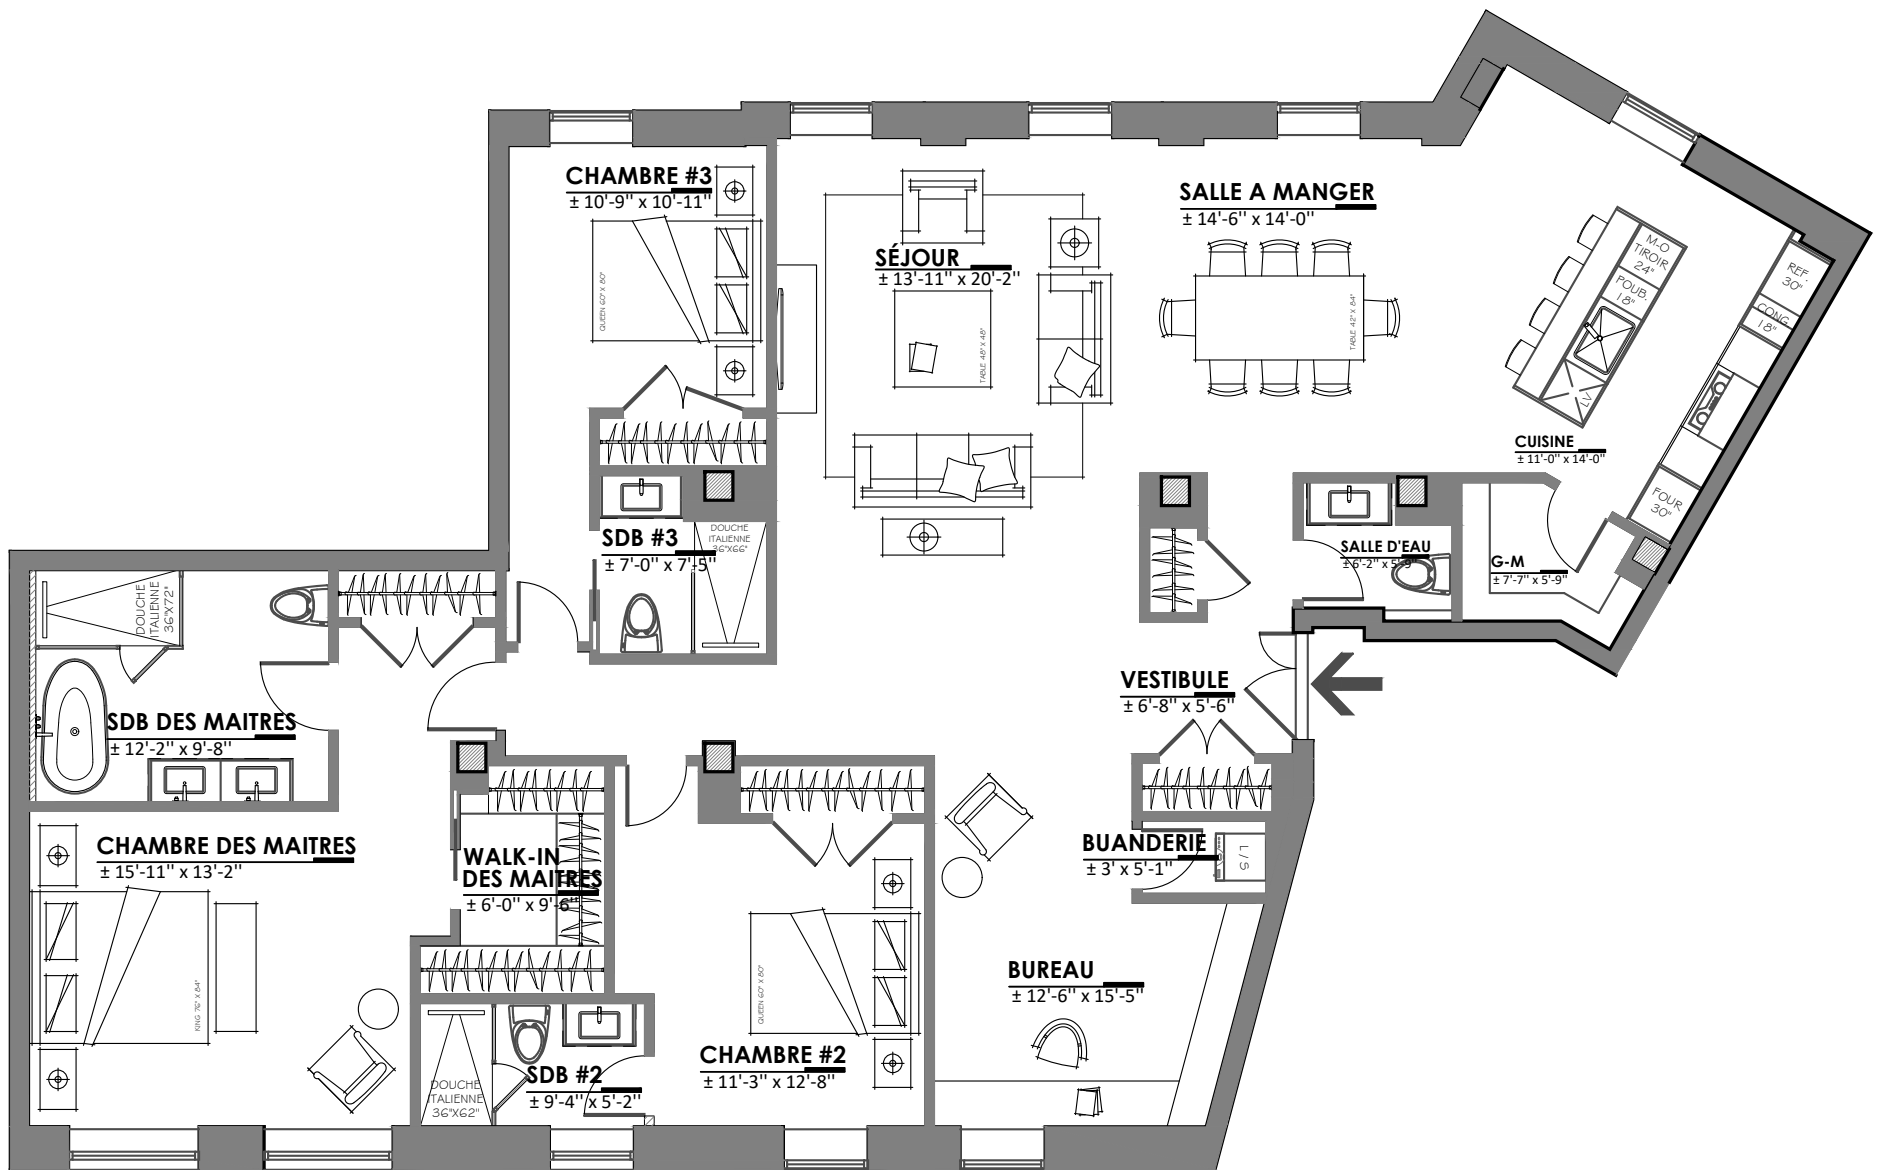 CHAMBRE #3
± 10'-9" x 10'-11"
QUEEN 60" X 80"
SÉJOUR
± 13'-11" x 20'-2"
TABLE 48" X 48"
SALLE A MANGER
± 14'-6" x 14'-0"
TABLE 42" X 84"
M-O
TIROIR
24"
POUB.
18"
LV
REF.
30"
CONG
18"
CUISINE
± 11'-0" x 14'-0"
FOUR
30"
SDB #3
± 7'-0" x 7'-5"
DOUCHE
ITALIENNE
36"X66"
SALLE D'EAU
± 6'-2" x 5'-9"
G-M
± 7'-7" x 5'-9"
DOUCHE
ITALIENNE
36"X72"
SDB DES MAITRES
± 12'-2" x 9'-8"
VESTIBULE
± 6'-8" x 5'-6"
CHAMBRE DES MAITRES
± 15'-11" x 13'-2"
KING 76" X 84"
WALK-IN
DES MAITRES
± 6'-0" x 9'-6"
BUANDERIE
± 3' x 5'-1"
L/S
BUREAU
± 12'-6" x 15'-5"
QUEEN 60" X 80"
CHAMBRE #2
± 11'-3" x 12'-8"
DOUCHE
ITALIENNE
36"X62"
SDB #2
± 9'-4" x 5'-2"